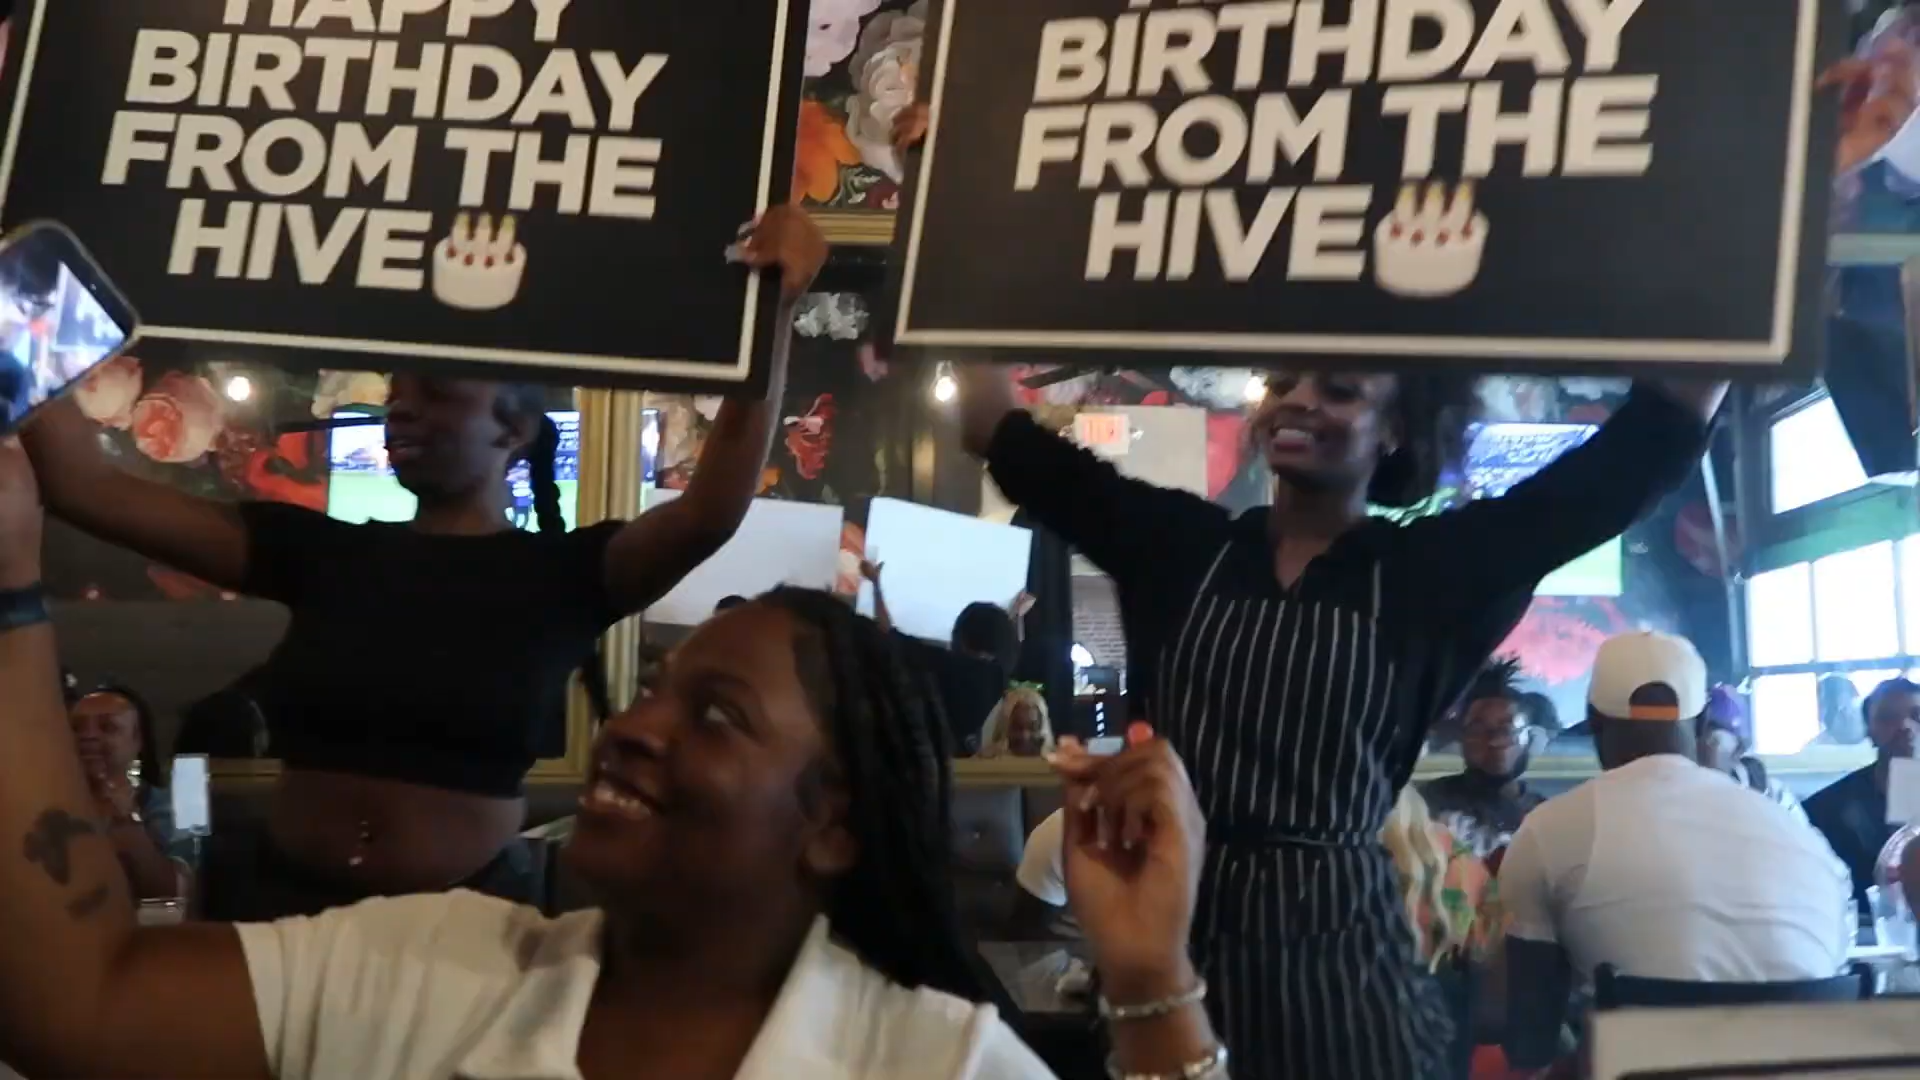 HAPPY
BIRTHDAY
FROM THE
HIVE
BIRTHDAY
FROM THE
HIVE